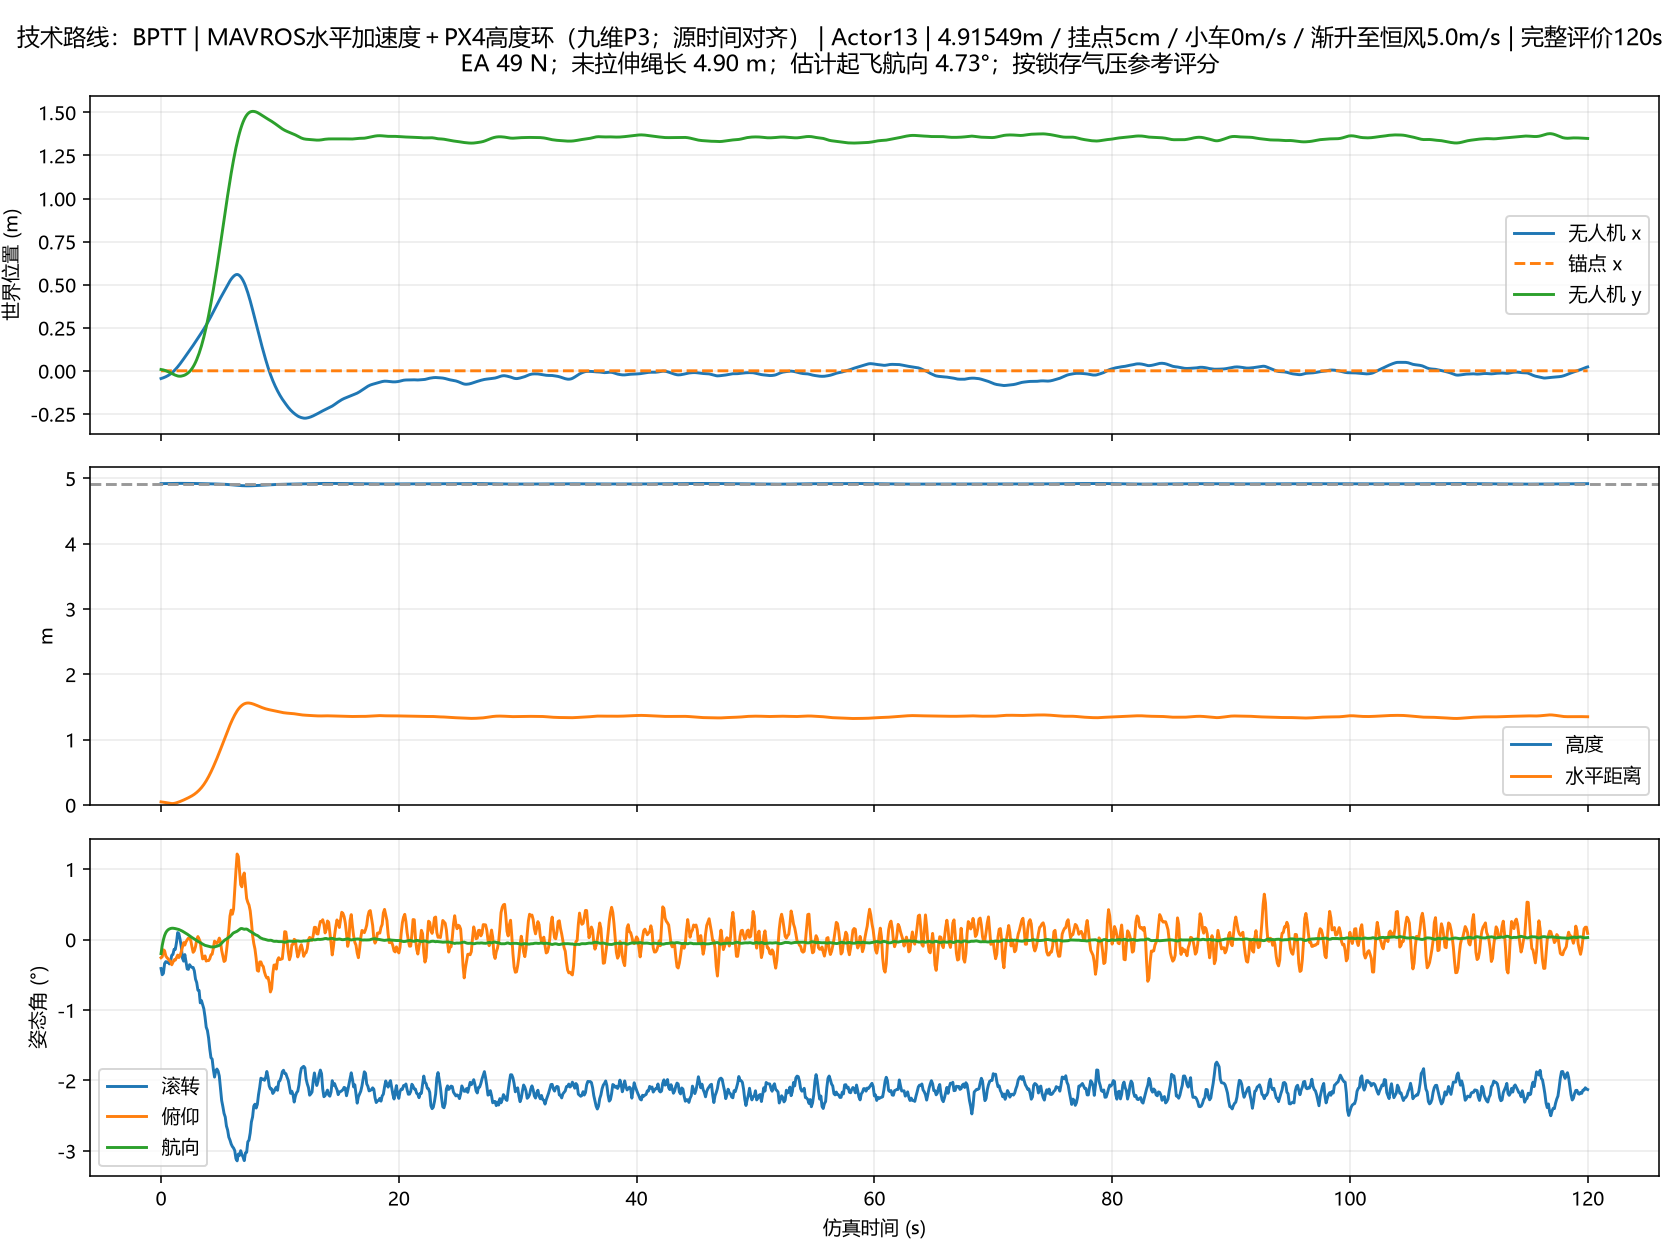 技术路线：BPTT | MAVROS水平加速度＋PX4高度环（九维P3；源时间对齐） | Actor13 | 4.91549m / 挂点5cm / 小车0m/s / 渐升至恒风5.0m/s | 完整评价120s
EA 49 N；未拉伸绳长 4.90 m；估计起飞航向 4.73°；按锁存气压参考评分
世界位置 (m)
1.50
1.25
1.00
0.75
0.50
0.25
0.00
-0.25
无人机 x
锚点 x
无人机 y
m
5
4
3
2
1
0
高度
水平距离
姿态角 (°)
1
0
-1
-2
-3
滚转
俯仰
航向
0 20 40 60 80 100 120
仿真时间 (s)